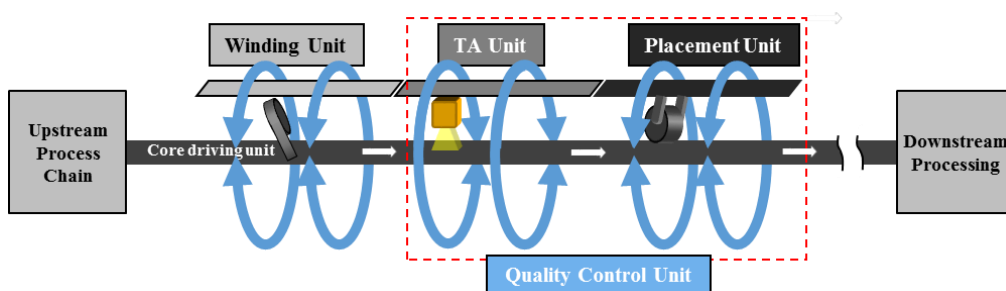 Winding Unit
TA Unit
Placement Unit
Upstream
Process
Chain
Core driving unit
Downstream
Processing
Quality Control Unit